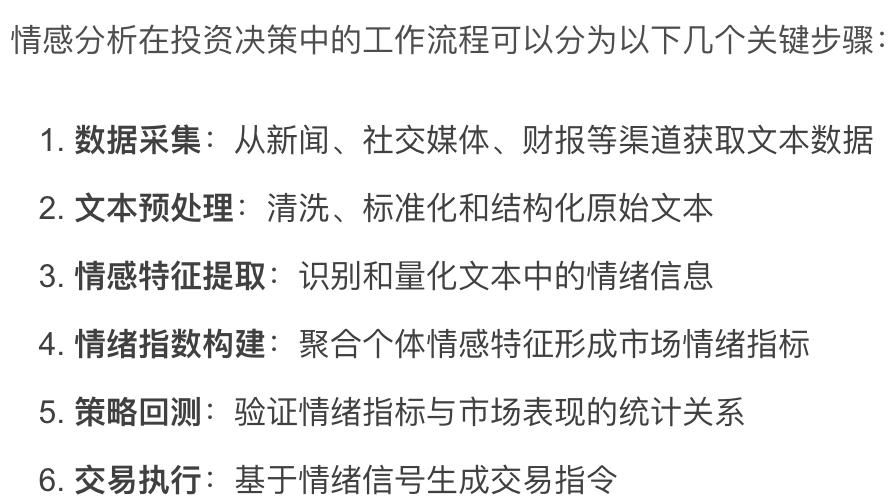 情感分析在投资决策中的工作流程可以分为以下几个关键步骤：
1. 数据采集：从新闻、社交媒体、财报等渠道获取文本数据
2. 文本预处理：清洗、标准化和结构化原始文本
3. 情感特征提取：识别和量化文本中的情绪信息
4. 情绪指数构建：聚合个体情感特征形成市场情绪指标
5. 策略回测：验证情绪指标与市场表现的统计关系
6. 交易执行：基于情绪信号生成交易指令